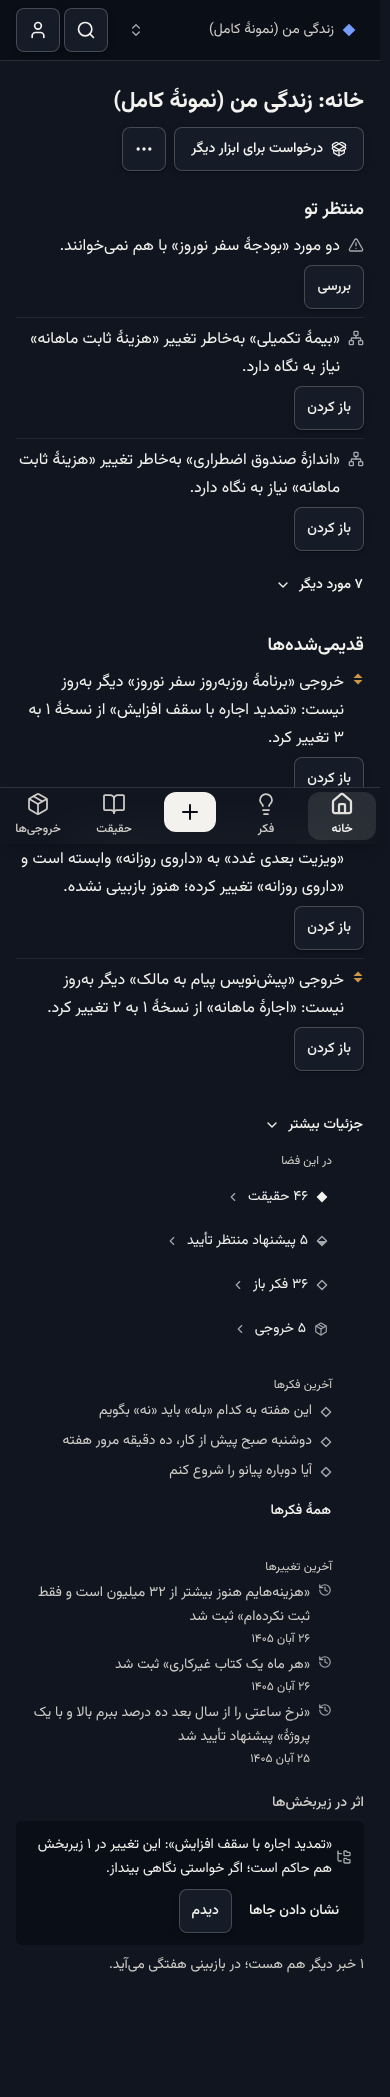 زندگی من (نمونهٔ کامل)
خانه: زندگی من (نمونهٔ کامل)
درخواست برای ابزار دیگر
منتظر تو
دو مورد «بودجهٔ سفر نوروز» با هم نمی‌خوانند.
بررسی
«بیمهٔ تکمیلی» به‌خاطر تغییر «هزینهٔ ثابت ماهانه»
نیاز به نگاه دارد.
باز کردن
«اندازهٔ صندوق اضطراری» به‌خاطر تغییر «هزینهٔ ثابت
ماهانه» نیاز به نگاه دارد.
باز کردن
۷ مورد دیگر
قدیمی‌شده‌ها
خروجی «برنامهٔ روزبه‌روز سفر نوروز» دیگر به‌روز
نیست: «تمدید اجاره با سقف افزایش» از نسخهٔ ۱ به
۳ تغییر کرد.
باز کردن
خانه
فکر
حقیقت
خروجی‌ها
«ویزیت بعدی غدد» به «داروی روزانه» وابسته است و
«داروی روزانه» تغییر کرده؛ هنوز بازبینی نشده.
باز کردن
خروجی «پیش‌نویس پیام به مالک» دیگر به‌روز
نیست: «اجارهٔ ماهانه» از نسخهٔ ۱ به ۲ تغییر کرد.
باز کردن
جزئیات بیشتر
در این فضا
۴۶ حقیقت
۵ پیشنهاد منتظر تأیید
۳۶ فکر باز
۵ خروجی
آخرین فکرها
این هفته به کدام «بله» باید «نه» بگویم
دوشنبه صبح پیش از کار، ده دقیقه مرور هفته
آیا دوباره پیانو را شروع کنم
همهٔ فکرها
آخرین تغییرها
«هزینه‌هایم هنوز بیشتر از ۳۲ میلیون است و فقط
ثبت نکرده‌ام» ثبت شد
۲۶ آبان ۱۴۰۵
«هر ماه یک کتاب غیرکاری» ثبت شد
۲۶ آبان ۱۴۰۵
«نرخ ساعتی را از سال بعد ده درصد ببرم بالا و با یک
پروژهٔ» پیشنهاد تأیید شد
۲۵ آبان ۱۴۰۵
اثر در زیربخش‌ها
«تمدید اجاره با سقف افزایش»: این تغییر در ۱ زیربخش
هم حاکم است؛ اگر خواستی نگاهی بینداز.
نشان دادن جاها
دیدم
۱ خبر دیگر هم هست؛ در بازبینی هفتگی می‌آید.